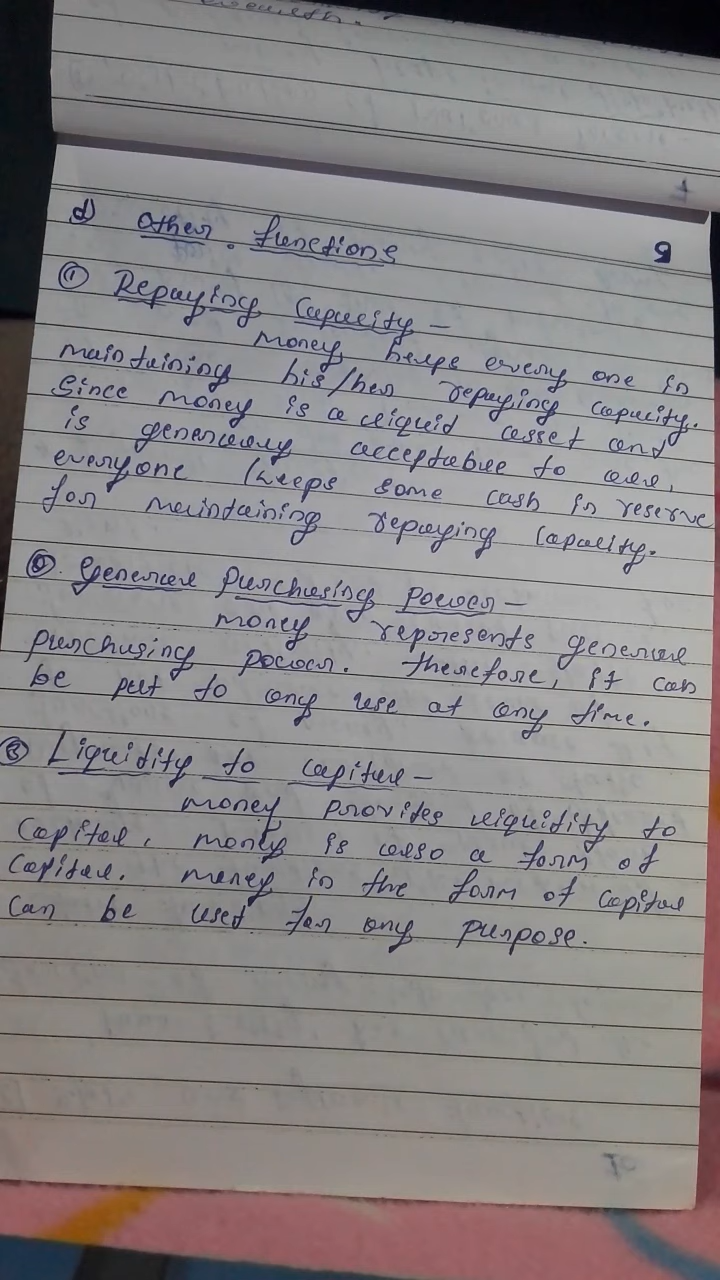 d) Other functions
9
① Repaying Capacity -
money helps every one in
maintaining his/her repaying capacity.
Since money is a liquid asset and
is generally acceptable to all,
everyone keeps some cash in reserve
for maintaining repaying capacity.
②. General Purchasing Power -
money represents general
purchasing power. therefore, it can
be put to any use at any time.
③ Liquidity to capital -
money provides liquidity to
capital, money is also a form of
capital. money in the form of capital
can be used for any purpose.